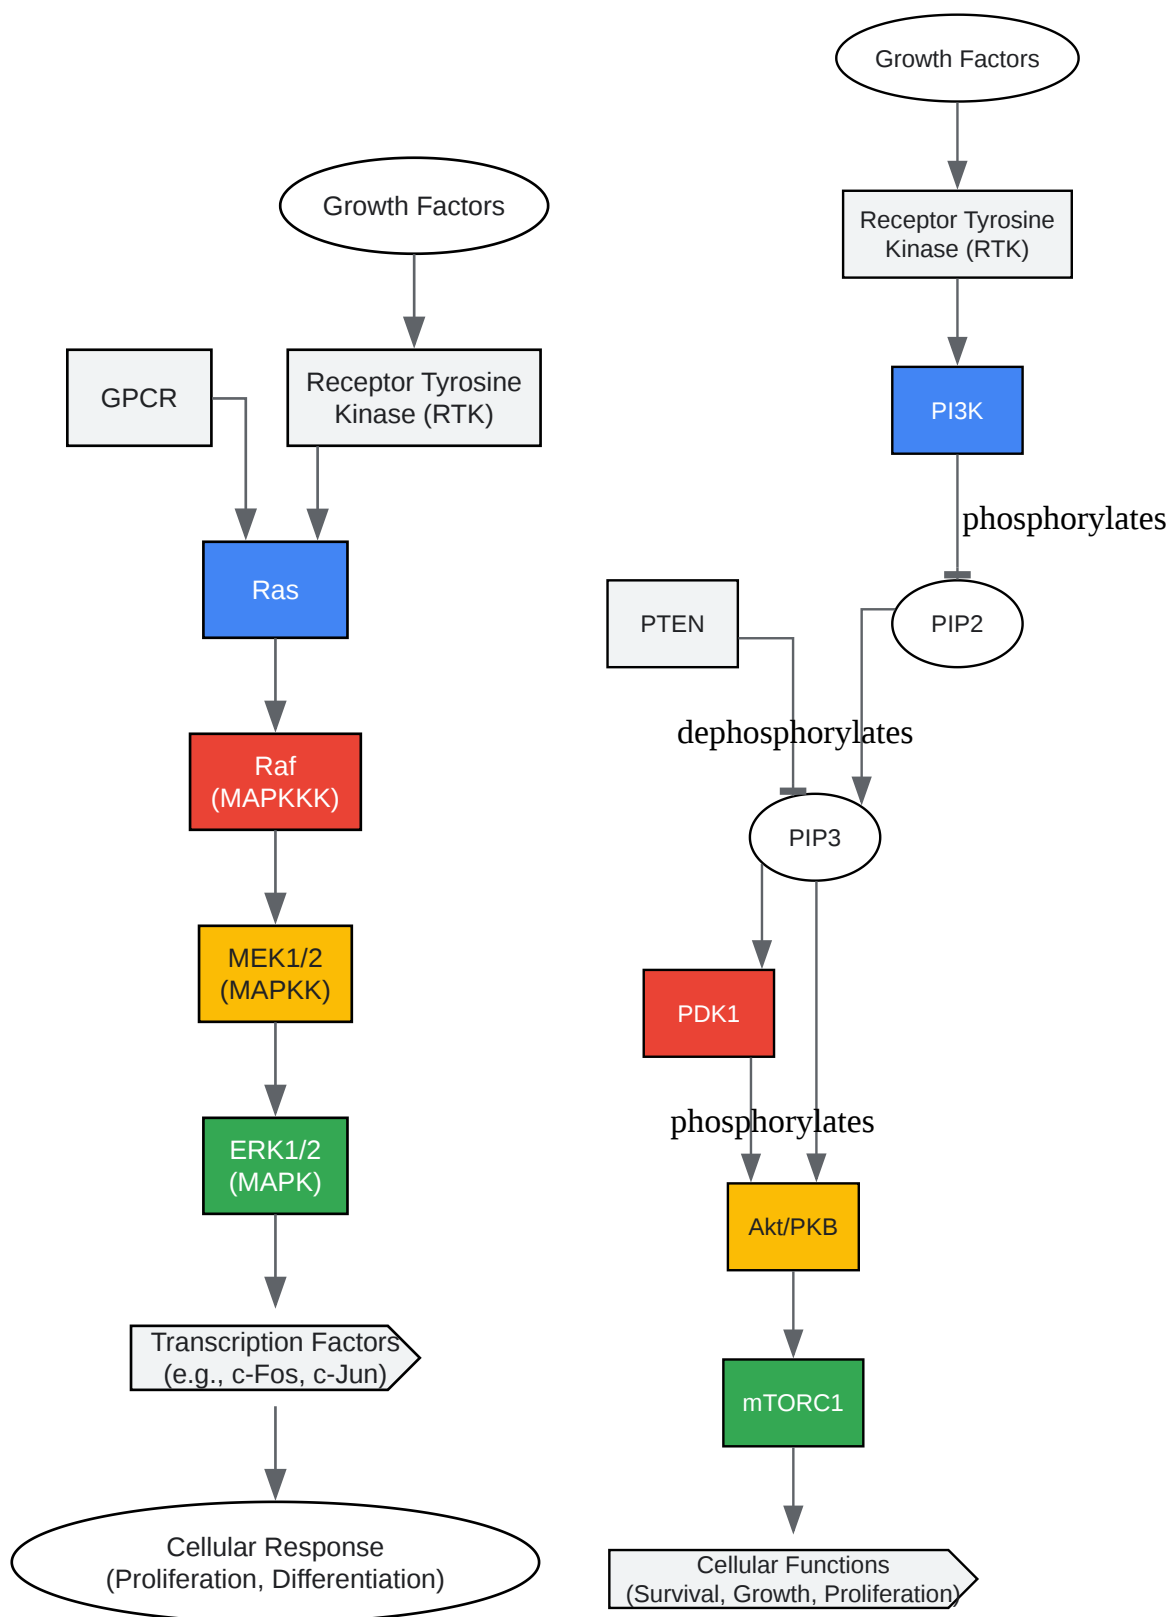 Growth Factors
Receptor Tyrosine
Kinase (RTK)
GPCR
Ras
Raf
(MAPKKK)
MEK1/2
(MAPKK)
ERK1/2
(MAPK)
Transcription Factors
(e.g., c-Fos, c-Jun)
Cellular Response
(Proliferation, Differentiation)
Growth Factors
Receptor Tyrosine
Kinase (RTK)
PI3K
phosphorylates
PTEN
PIP2
dephosphorylates
PIP3
PDK1
phosphorylates
Akt/PKB
mTORC1
Cellular Functions
(Survival, Growth, Proliferation)